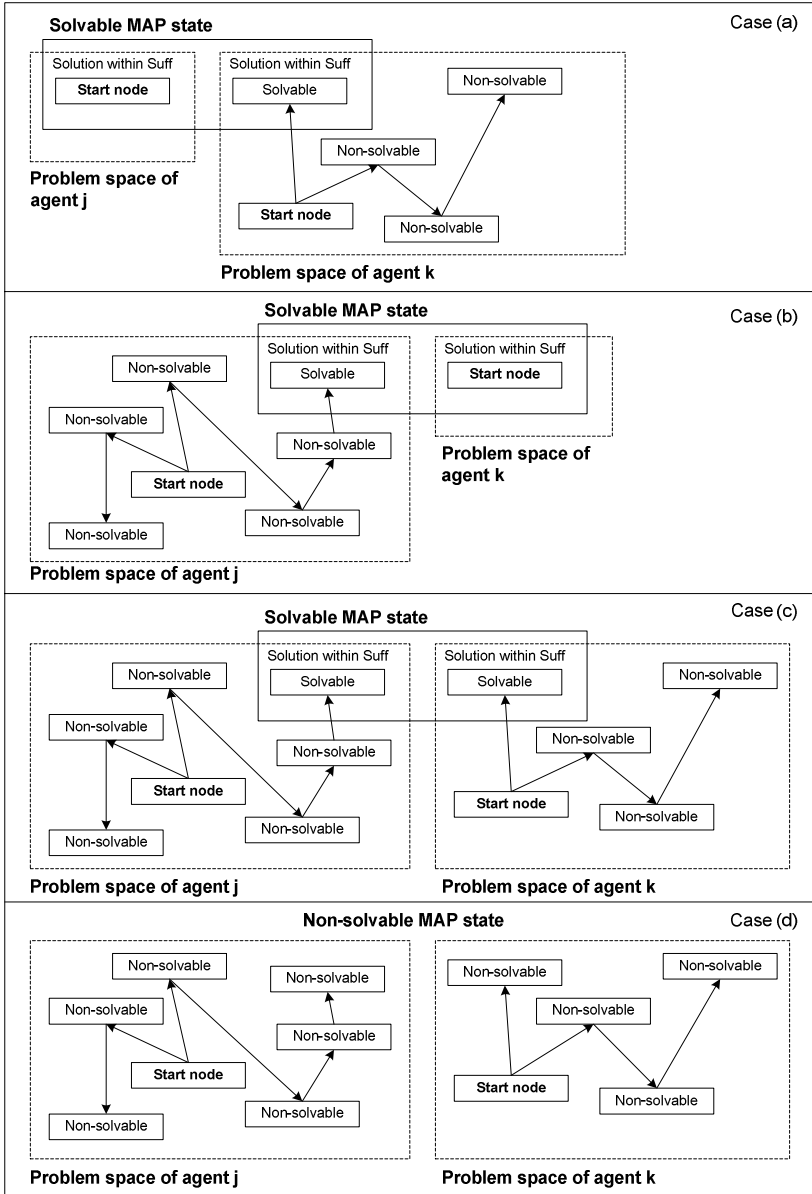 Solvable MAP state
Case (a)
Solution within Suff
Solution within Suff
Start node
Solvable
Non-solvable
Non-solvable
Problem space of
agent j
Start node
Non-solvable
Problem space of agent k
Solvable MAP state
Case (b)
Solution within Suff
Solution within Suff
Non-solvable
Solvable
Start node
Non-solvable
Non-solvable
Problem space of
agent k
Start node
Non-solvable
Non-solvable
Problem space of agent j
Solvable MAP state
Case (c)
Solution within Suff
Solution within Suff
Non-solvable
Solvable
Solvable
Non-solvable
Non-solvable
Non-solvable
Non-solvable
Start node
Start node
Non-solvable
Non-solvable
Non-solvable
Problem space of agent j
Problem space of agent k
Non-solvable MAP state
Case (d)
Non-solvable
Non-solvable
Non-solvable
Non-solvable
Non-solvable
Non-solvable
Non-solvable
Start node
Start node
Non-solvable
Non-solvable
Non-solvable
Problem space of agent j
Problem space of agent k